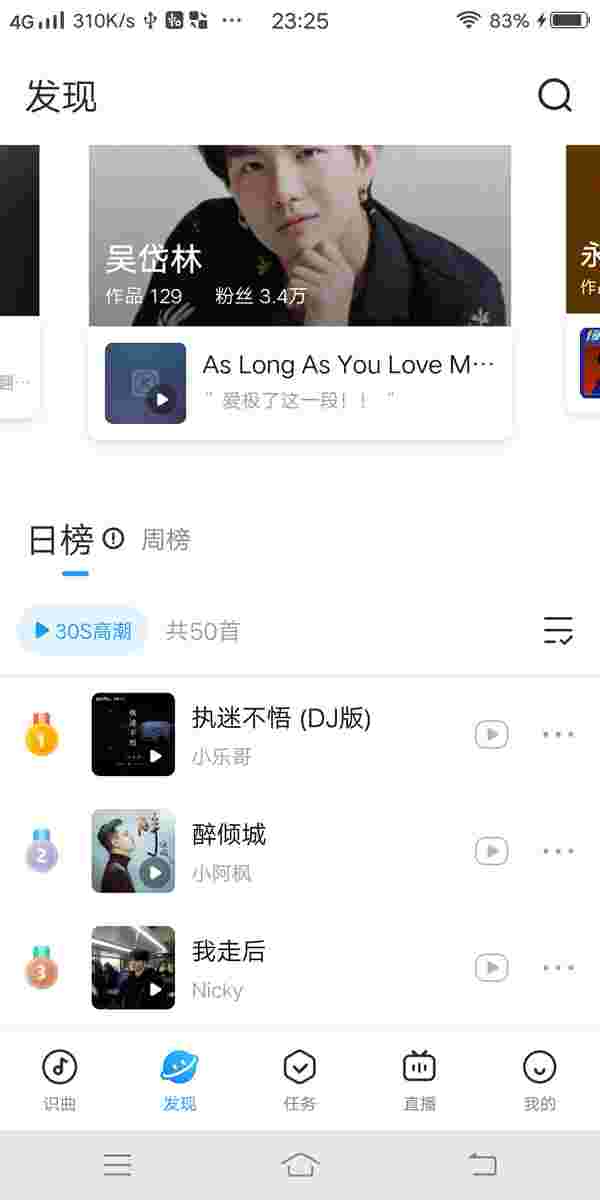 4G 310K/s 23:25 83%
发现
吴岱林
作品 129 粉丝 3.4万
永
作品
As Long As You Love M…
"爱极了这一段！！"
日榜 周榜
30S高潮 共50首
1 执迷不悟 (DJ版)
小乐哥
2 醉倾城
小阿枫
3 我走后
Nicky
识曲 发现 任务 直播 我的